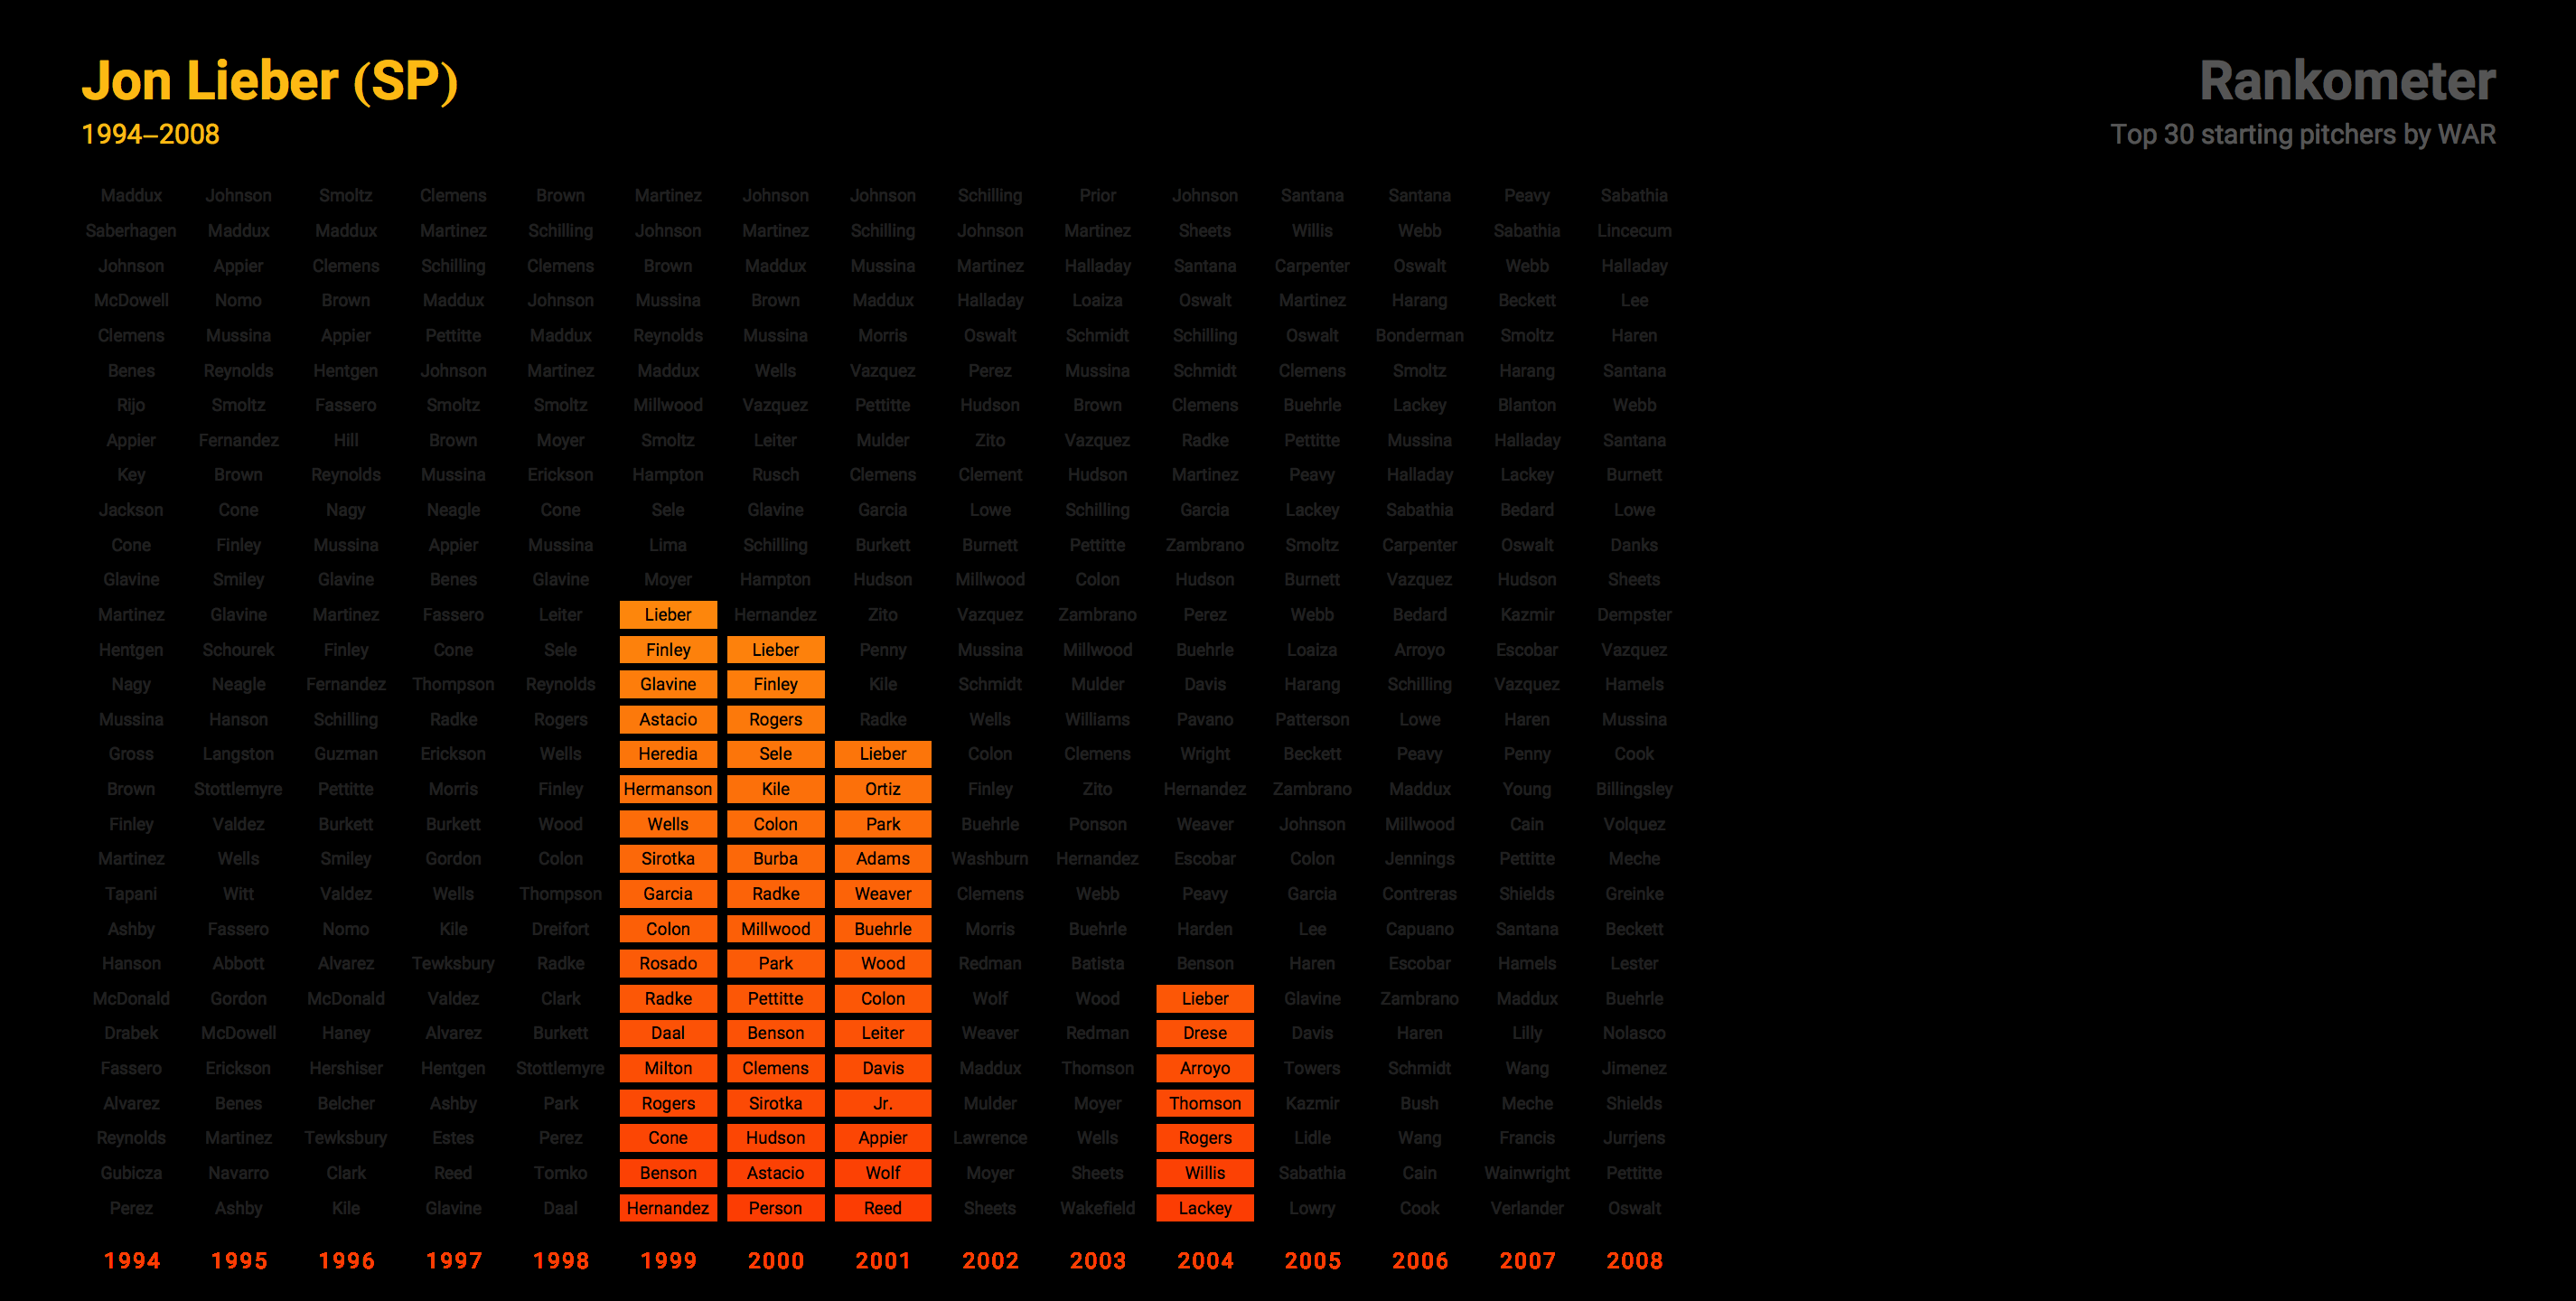 Jon Lieber (SP)
Rankometer
1994–2008
Top 30 starting pitchers by WAR
Maddux Johnson Smoltz Clemens Brown Martinez Johnson Johnson Schilling Prior Johnson Santana Santana Peavy Sabathia
Saberhagen Maddux Maddux Martinez Schilling Johnson Martinez Schilling Johnson Martinez Sheets Willis Webb Sabathia Lincecum
Johnson Appier Clemens Schilling Clemens Brown Maddux Mussina Martinez Halladay Santana Carpenter Oswalt Webb Halladay
McDowell Nomo Brown Maddux Johnson Mussina Brown Maddux Halladay Loaiza Oswalt Martinez Harang Beckett Lee
Clemens Mussina Appier Pettitte Maddux Reynolds Mussina Morris Oswalt Schmidt Schilling Oswalt Bonderman Smoltz Haren
Benes Reynolds Hentgen Johnson Martinez Maddux Wells Vazquez Perez Mussina Schmidt Clemens Smoltz Harang Santana
Rijo Smoltz Fassero Smoltz Smoltz Millwood Vazquez Pettitte Hudson Brown Clemens Buehrle Lackey Blanton Webb
Appier Fernandez Hill Brown Moyer Smoltz Leiter Mulder Zito Vazquez Radke Pettitte Mussina Halladay Santana
Key Brown Reynolds Mussina Erickson Hampton Rusch Clemens Clement Hudson Martinez Peavy Halladay Lackey Burnett
Jackson Cone Nagy Neagle Cone Sele Glavine Garcia Lowe Schilling Garcia Lackey Sabathia Bedard Lowe
Cone Finley Mussina Appier Mussina Lima Schilling Burkett Burnett Pettitte Zambrano Smoltz Carpenter Oswalt Danks
Glavine Smiley Glavine Benes Glavine Moyer Hampton Hudson Millwood Colon Hudson Burnett Vazquez Hudson Sheets
Martinez Glavine Martinez Fassero Leiter Lieber Hernandez Zito Vazquez Zambrano Perez Webb Bedard Kazmir Dempster
Hentgen Schourek Finley Cone Sele Finley Lieber Penny Mussina Millwood Buehrle Loaiza Arroyo Escobar Vazquez
Nagy Neagle Fernandez Thompson Reynolds Glavine Finley Kile Schmidt Mulder Davis Harang Schilling Vazquez Hamels
Mussina Hanson Schilling Radke Rogers Astacio Rogers Radke Wells Williams Pavano Patterson Lowe Haren Mussina
Gross Langston Guzman Erickson Wells Heredia Sele Lieber Colon Clemens Wright Beckett Peavy Penny Cook
Brown Stottlemyre Pettitte Morris Finley Hermanson Kile Ortiz Finley Zito Hernandez Zambrano Maddux Young Billingsley
Finley Valdez Burkett Burkett Wood Wells Colon Park Buehrle Ponson Weaver Johnson Millwood Cain Volquez
Martinez Wells Smiley Gordon Colon Sirotka Burba Adams Washburn Hernandez Escobar Colon Jennings Pettitte Meche
Tapani Witt Valdez Wells Thompson Garcia Radke Weaver Clemens Webb Peavy Garcia Contreras Shields Greinke
Ashby Fassero Nomo Kile Dreifort Colon Millwood Buehrle Morris Buehrle Harden Lee Capuano Santana Beckett
Hanson Abbott Alvarez Tewksbury Radke Rosado Park Wood Redman Batista Benson Haren Escobar Hamels Lester
McDonald Gordon McDonald Valdez Clark Radke Pettitte Colon Wolf Wood Lieber Glavine Zambrano Maddux Buehrle
Drabek McDowell Haney Alvarez Burkett Daal Benson Leiter Weaver Redman Drese Davis Haren Lilly Nolasco
Fassero Erickson Hershiser Hentgen Stottlemyre Milton Clemens Davis Maddux Thomson Arroyo Towers Schmidt Wang Jimenez
Alvarez Benes Belcher Ashby Park Rogers Sirotka Jr. Mulder Moyer Thomson Kazmir Bush Meche Shields
Reynolds Martinez Tewksbury Estes Perez Cone Hudson Appier Lawrence Wells Rogers Lidle Wang Francis Jurrjens
Gubicza Navarro Clark Reed Tomko Benson Astacio Wolf Moyer Sheets Willis Sabathia Cain Wainwright Pettitte
Perez Ashby Kile Glavine Daal Hernandez Person Reed Sheets Wakefield Lackey Lowry Cook Verlander Oswalt
1994 1995 1996 1997 1998 1999 2000 2001 2002 2003 2004 2005 2006 2007 2008